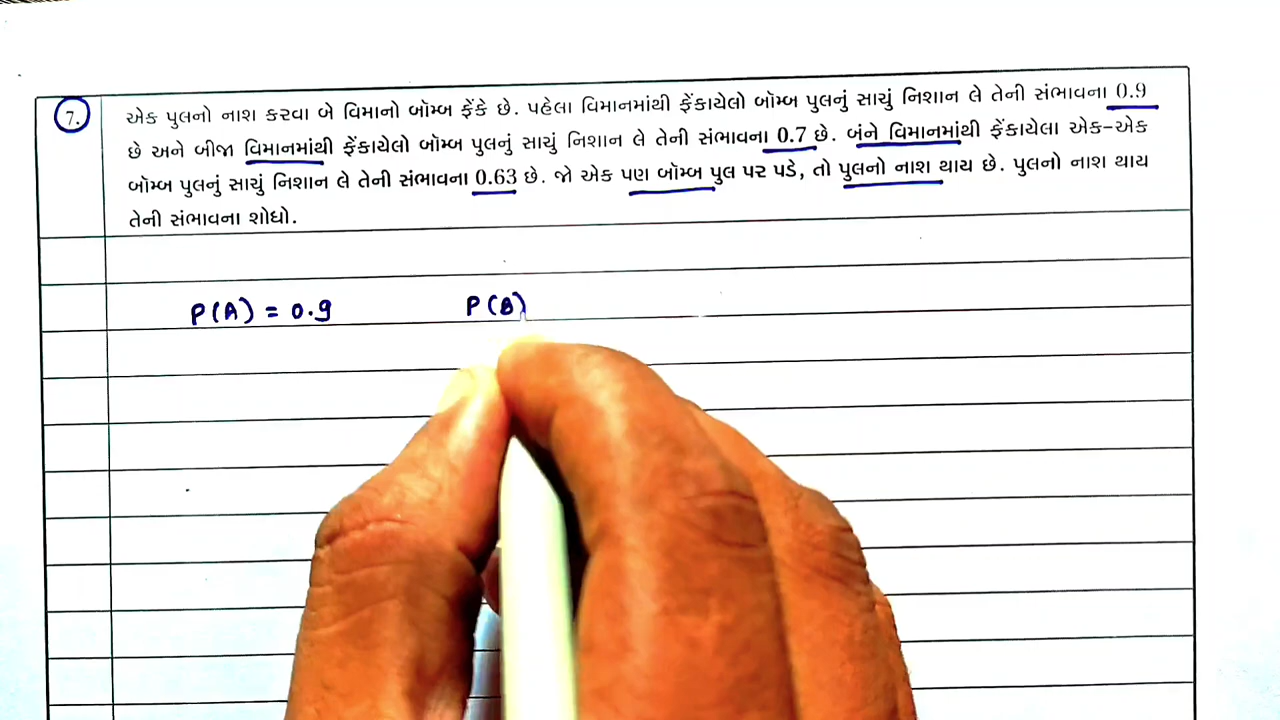 7. એક પુલનો નાશ કરવા બે વિમાનો બૉમ્બ ફેંકે છે. પહેલા વિમાનમાંથી ફેંકાયેલો બૉમ્બ પુલનું સાચું નિશાન લે તેની સંભાવના 0.9
છે અને બીજા વિમાનમાંથી ફેંકાયેલો બૉમ્બ પુલનું સાચું નિશાન લે તેની સંભાવના 0.7 છે. બંને વિમાનમાંથી ફેંકાયેલા એક-એક
બૉમ્બ પુલનું સાચું નિશાન લે તેની સંભાવના 0.63 છે. જો એક પણ બૉમ્બ પુલ પર પડે, તો પુલનો નાશ થાય છે. પુલનો નાશ થાય
તેની સંભાવના શોધો.
P(A) = 0.9 P(B)